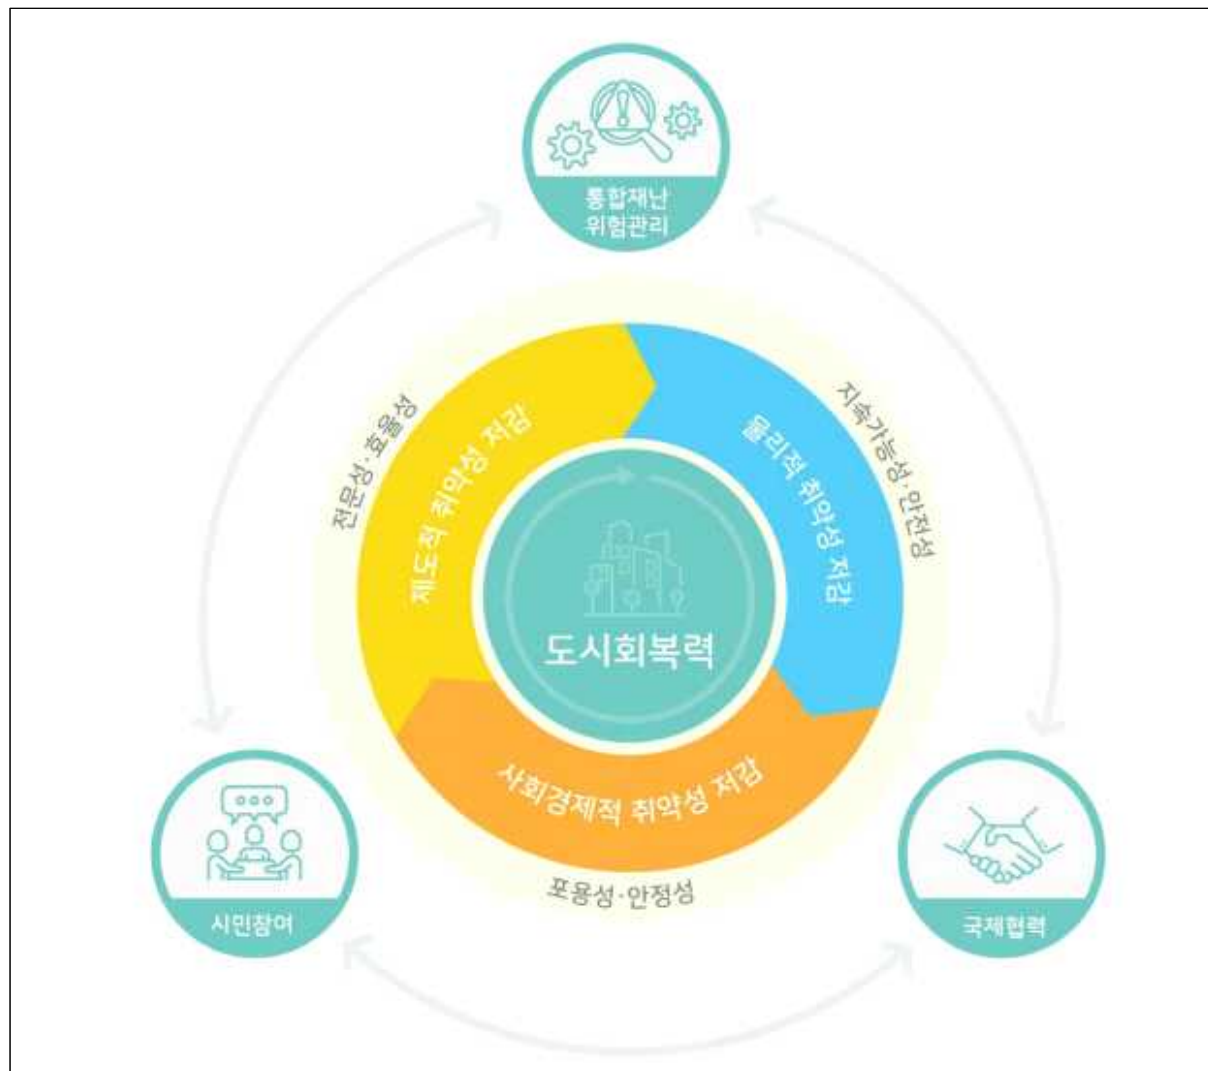 통합재난
위험관리
전문성·효율성
제도적 취약성 저감
물리적 취약성 저감
지속가능성·안전성
도시회복력
사회경제적 취약성 저감
포용성·안정성
시민참여
국제협력